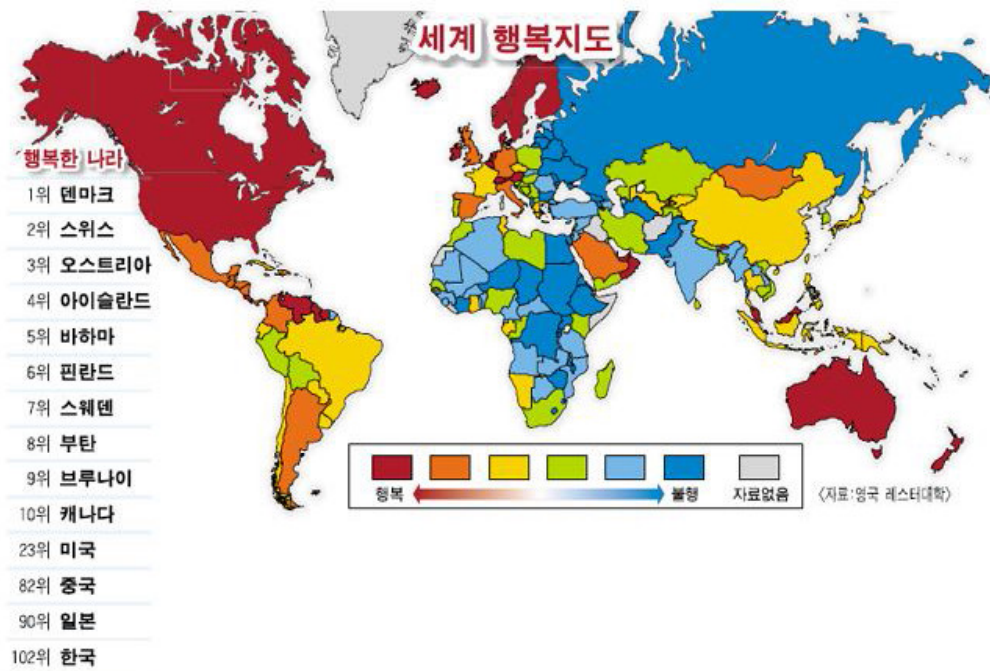 세계 행복지도
행복한 나라
1위 덴마크
2위 스위스
3위 오스트리아
4위 아이슬란드
5위 바하마
6위 핀란드
7위 스웨덴
8위 부탄
9위 브루나이
10위 캐나다
23위 미국
82위 중국
90위 일본
102위 한국
행복 불행 자료없음
<자료:영국 레스터대학>